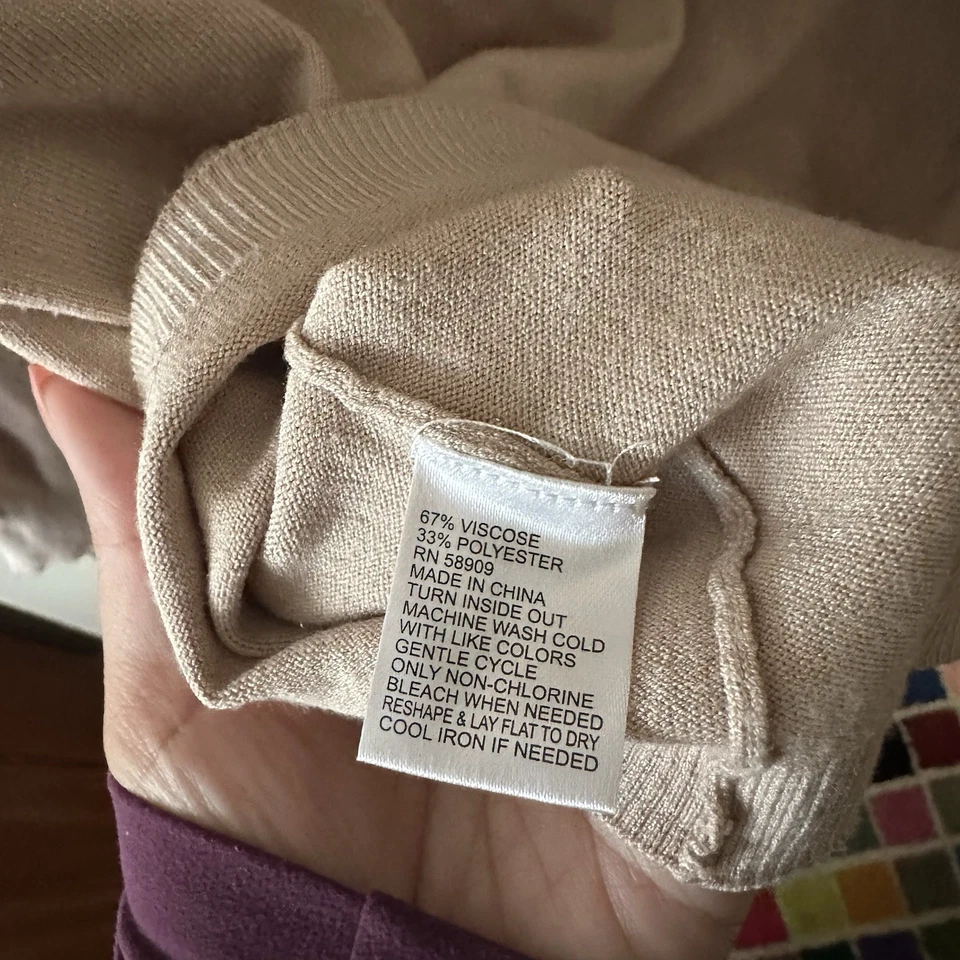 67% VISCOSE
33% POLYESTER
RN 58909
MADE IN CHINA
TURN INSIDE OUT
MACHINE WASH COLD
WITH LIKE COLORS
GENTLE CYCLE
ONLY NON-CHLORINE
BLEACH WHEN NEEDED
RESHAPE & LAY FLAT TO DRY
COOL IRON IF NEEDED